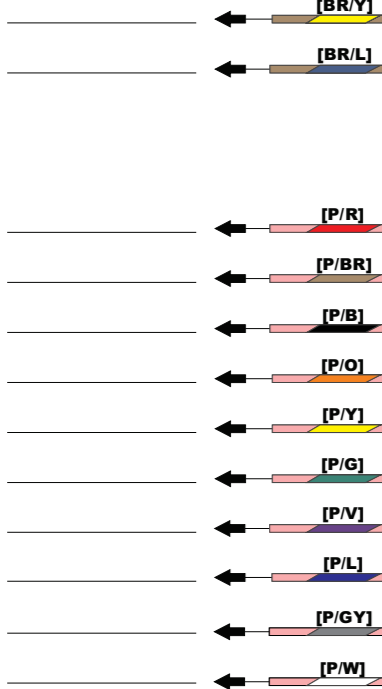 [BR/Y]
[BR/L]
[P/R]
[P/BR]
[P/B]
[P/O]
[P/Y]
[P/G]
[P/V]
[P/L]
[P/GY]
[P/W]